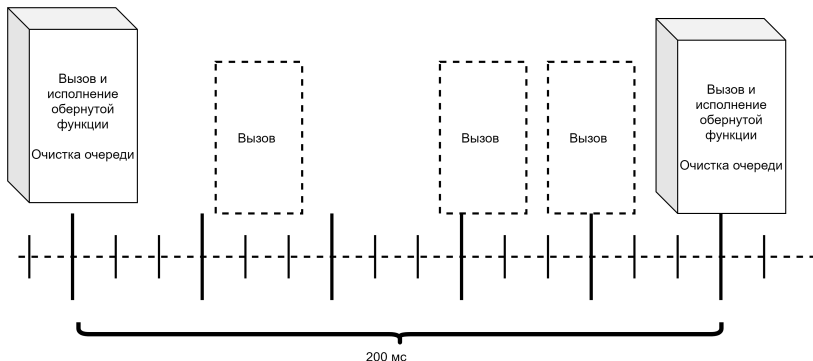 Вызов и
исполнение
обернутой
функции
Очистка очереди
Вызов
Вызов
Вызов
Вызов и
исполнение
обернутой
функции
Очистка очереди
200 мс